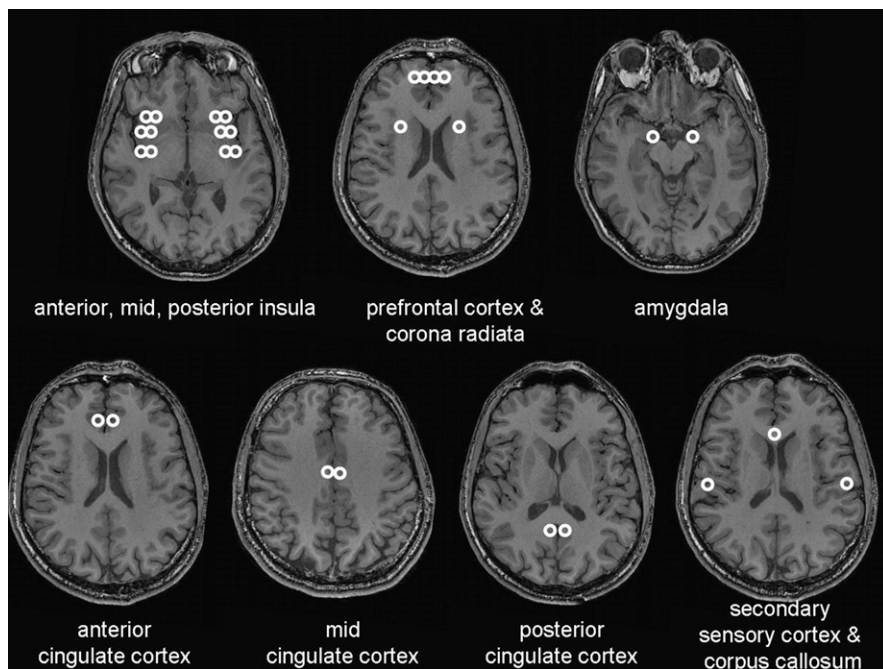 anterior, mid, posterior insula
prefrontal cortex &
corona radiata
amygdala
anterior
cingulate cortex
mid
cingulate cortex
posterior
cingulate cortex
secondary
sensory cortex &
corpus callosum